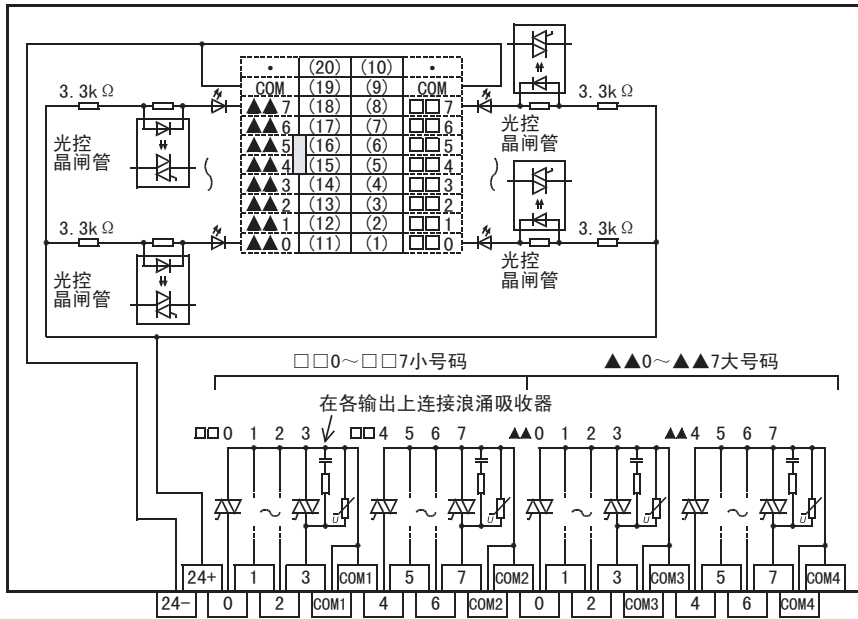 · (20) (10) ·
COM (19) (9) COM
▲▲7 (18) (8) □□7
▲▲6 (17) (7) □□6
▲▲5 (16) (6) □□5
▲▲4 (15) (5) □□4
▲▲3 (14) (4) □□3
▲▲2 (13) (3) □□2
▲▲1 (12) (2) □□1
▲▲0 (11) (1) □□0
3.3kΩ
光控
晶闸管
3.3kΩ
光控
晶闸管
3.3kΩ
光控
晶闸管
3.3kΩ
光控
晶闸管
□□0～□□7小号码 ▲▲0～▲▲7大号码
在各输出上连接浪涌吸收器
□□0 1 2 3 □□4 5 6 7 ▲▲0 1 2 3 ▲▲4 5 6 7
～ U ～ U ～ U ～ U
24+ 1 3 COM1 5 7 COM2 1 3 COM3 5 7 COM4
24- 0 2 COM1 4 6 COM2 0 2 COM3 4 6 COM4